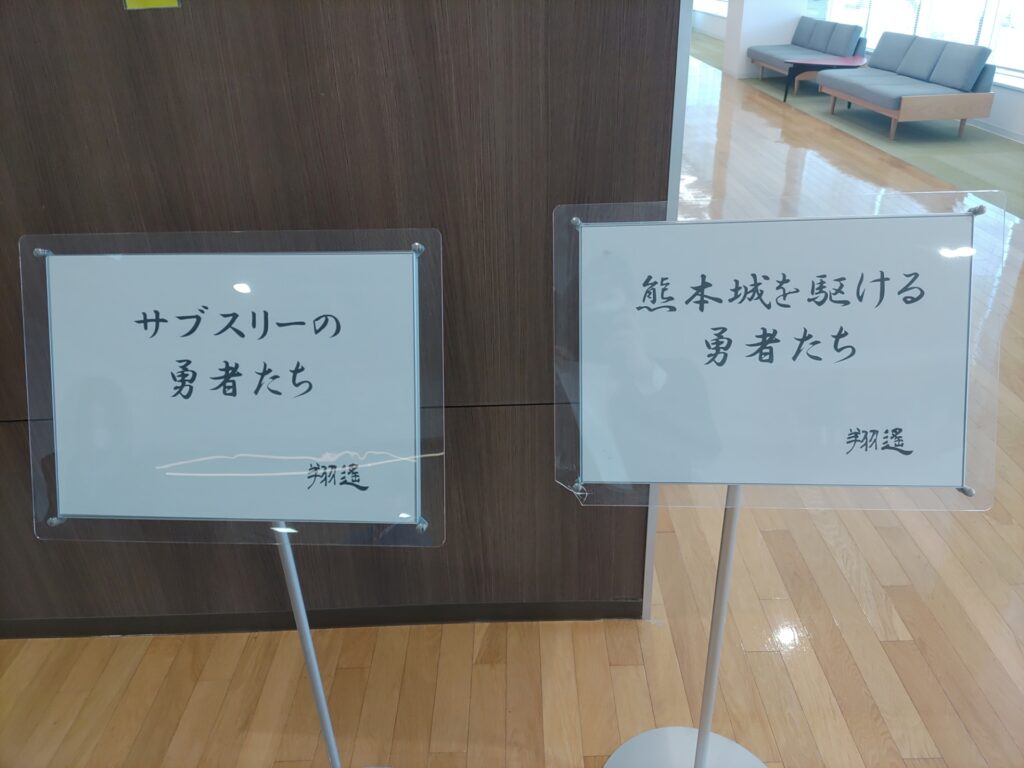 サブスリーの
勇者たち
翔遥
熊本城を駆ける
勇者たち
翔遥